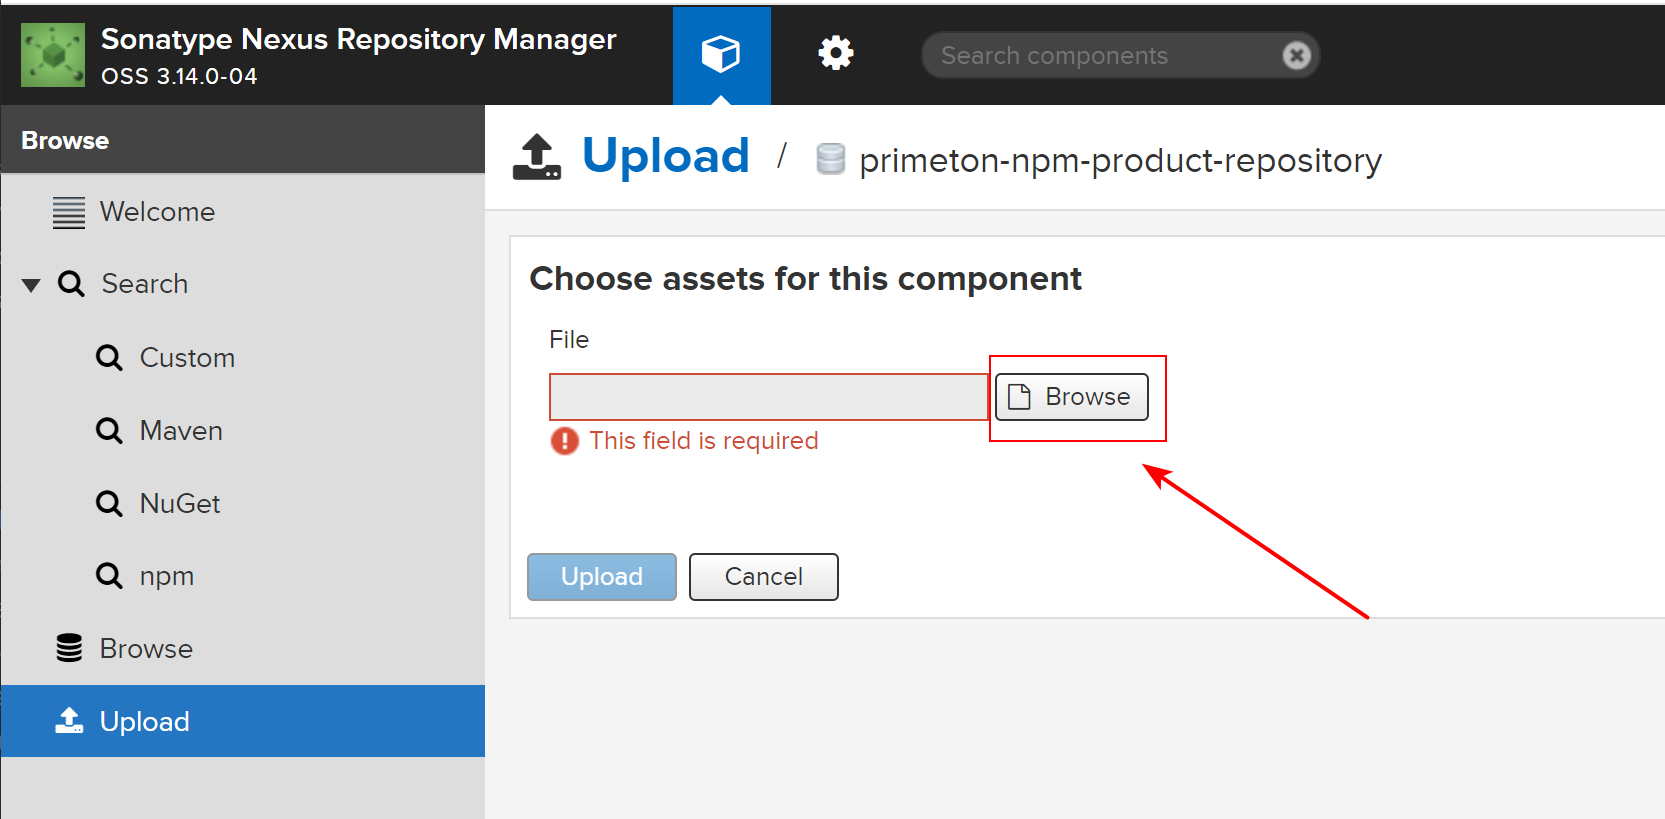 Sonatype Nexus Repository Manager
OSS 3.14.0-04
Search components
Browse
Welcome
Search
Custom
Maven
NuGet
npm
Browse
Upload
Upload / primeton-npm-product-repository
Choose assets for this component
File
Browse
This field is required
Upload Cancel